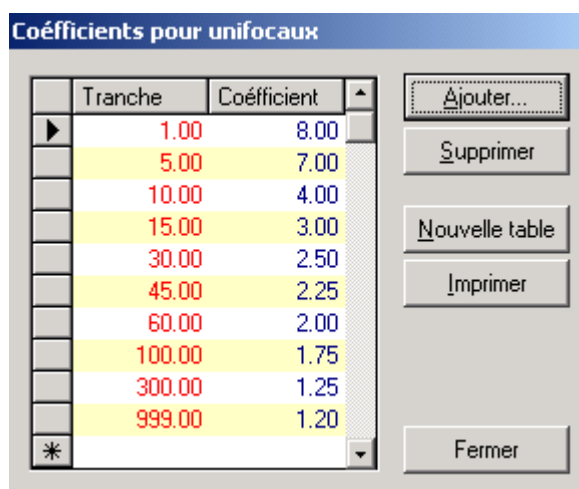 Coéfficients pour unifocaux
Tranche Coéfficient
1.00 8.00
5.00 7.00
10.00 4.00
15.00 3.00
30.00 2.50
45.00 2.25
60.00 2.00
100.00 1.75
300.00 1.25
999.00 1.20
Ajouter...
Supprimer
Nouvelle table
Imprimer
Fermer